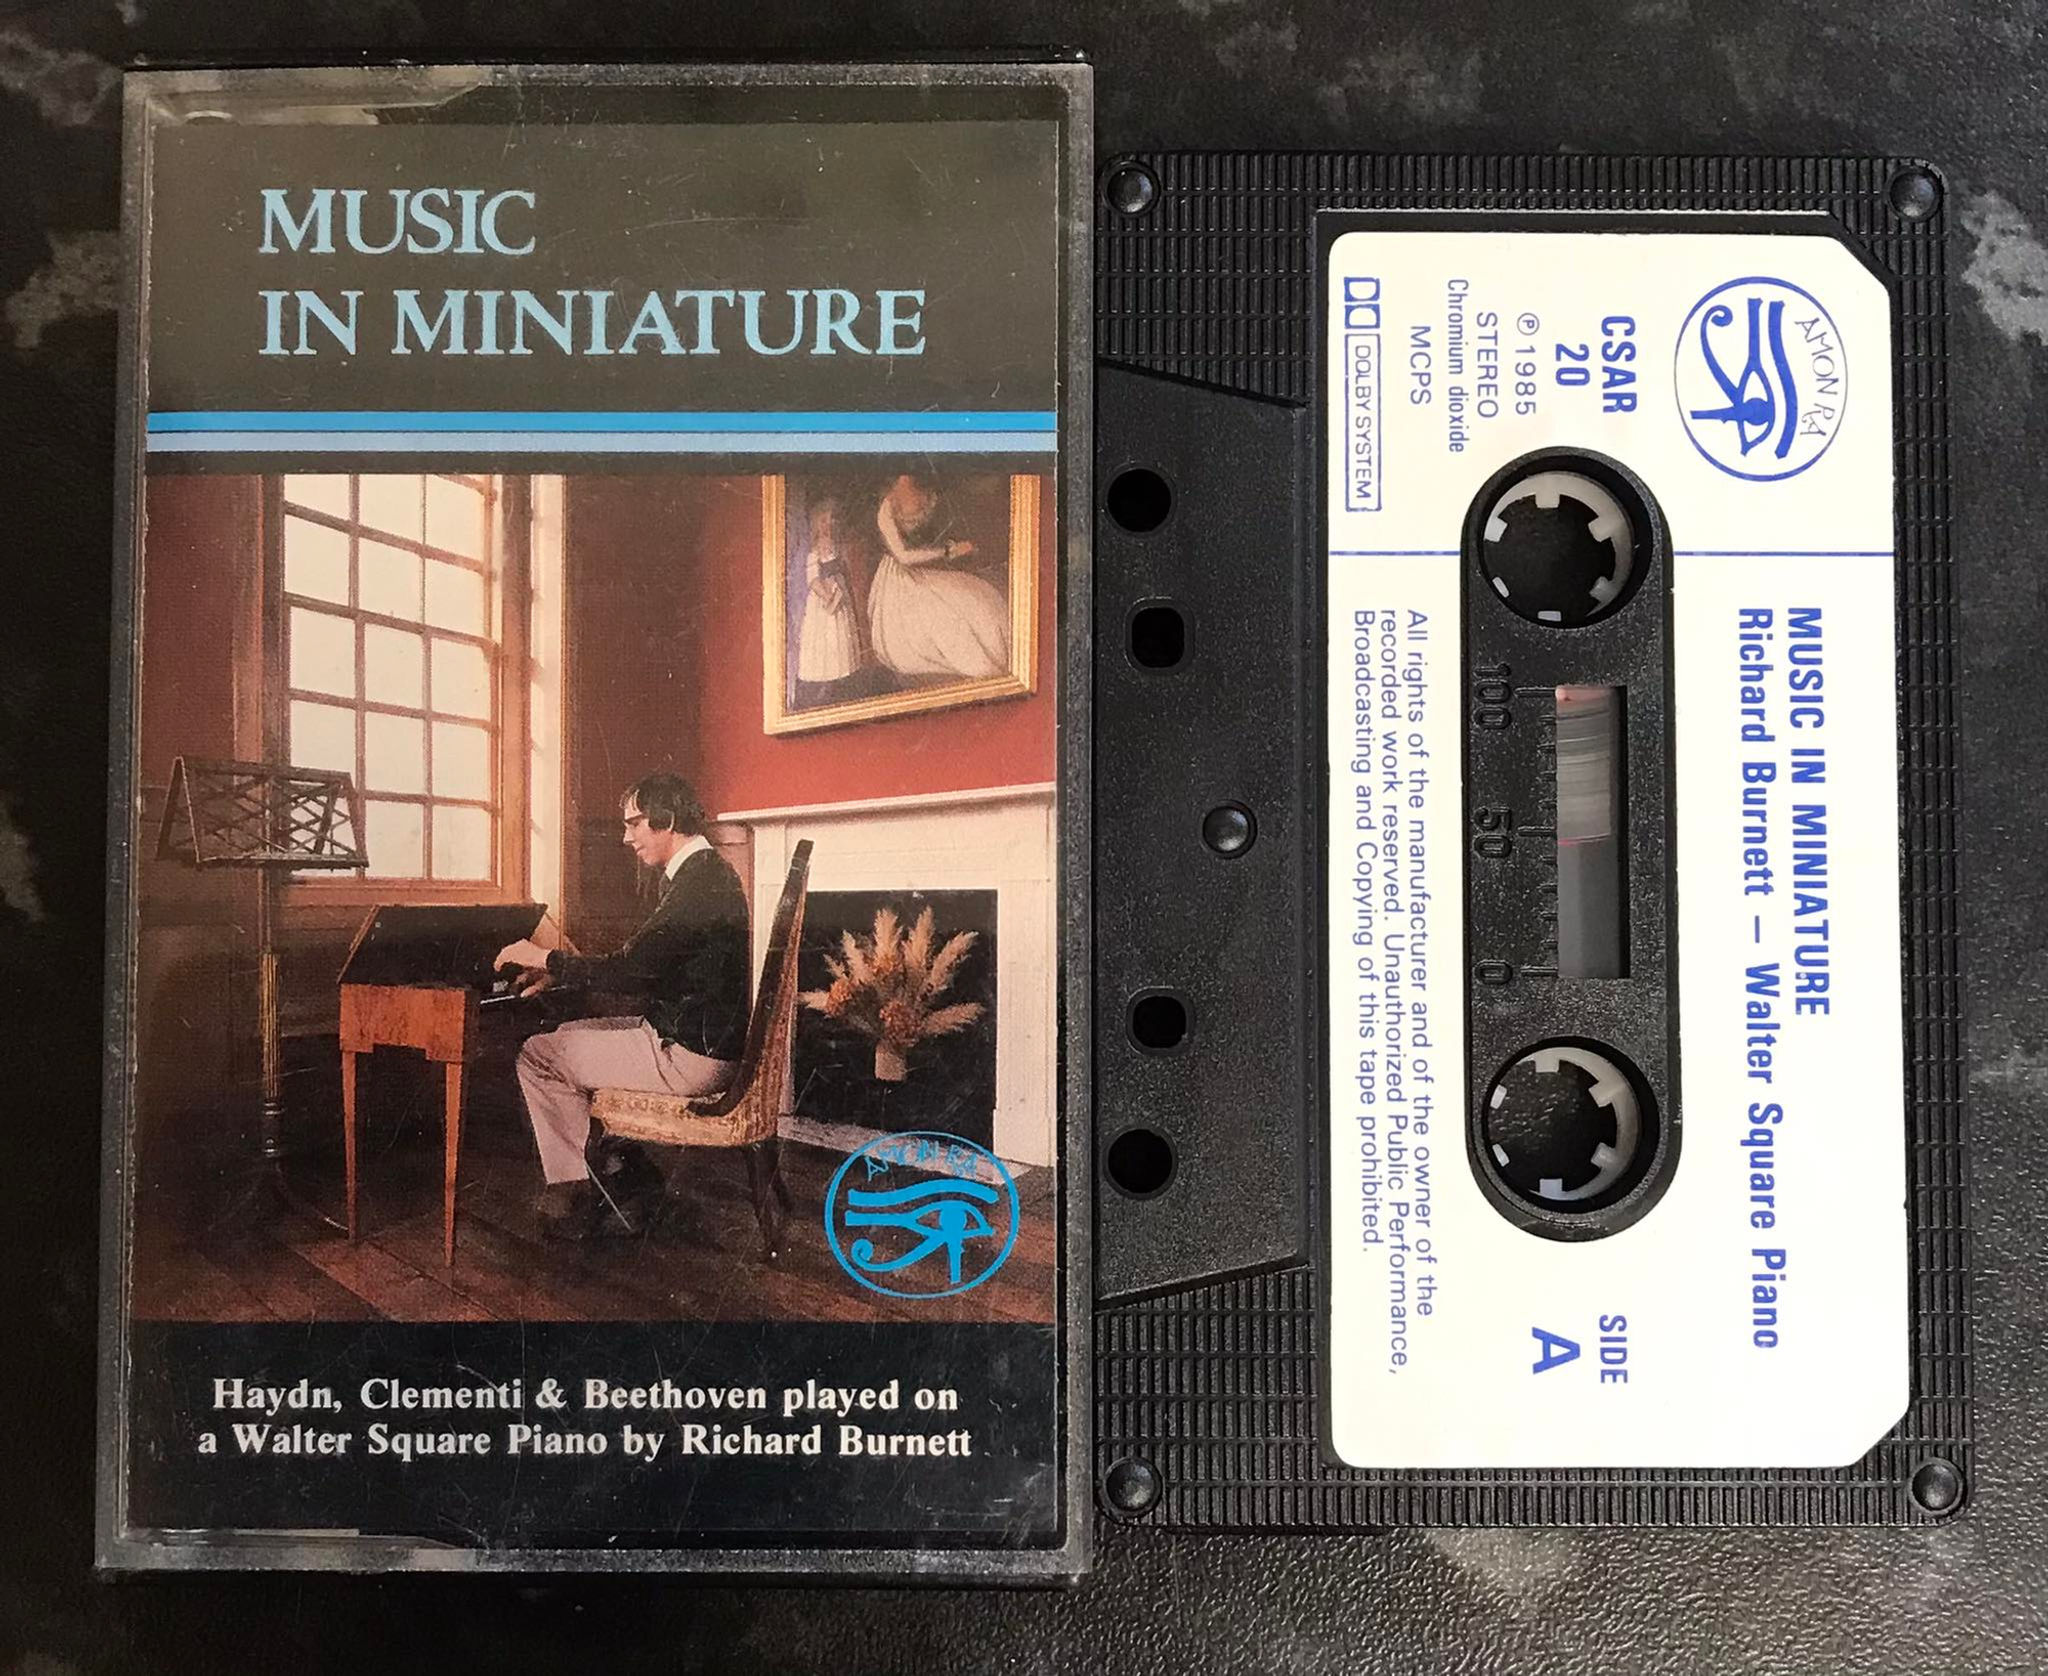 MUSIC
IN MINIATURE
AMON RA
Haydn, Clementi & Beethoven played on
a Walter Square Piano by Richard Burnett
AMON RA
CSAR
20
℗ 1985
STEREO
Chromium dioxide
MCPS
DOLBY SYSTEM
MUSIC IN MINIATURE
Richard Burnett – Walter Square Piano
100 50 0
SIDE
A
All rights of the manufacturer and of the owner of the
recorded work reserved. Unauthorized Public Performance,
Broadcasting and Copying of this tape prohibited.